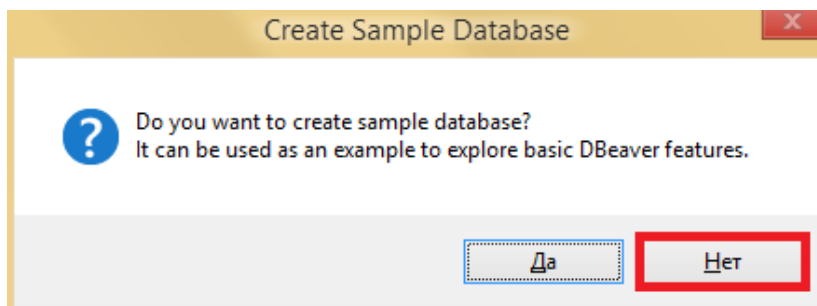 Create Sample Database
Do you want to create sample database?
It can be used as an example to explore basic DBeaver features.
Да
Нет